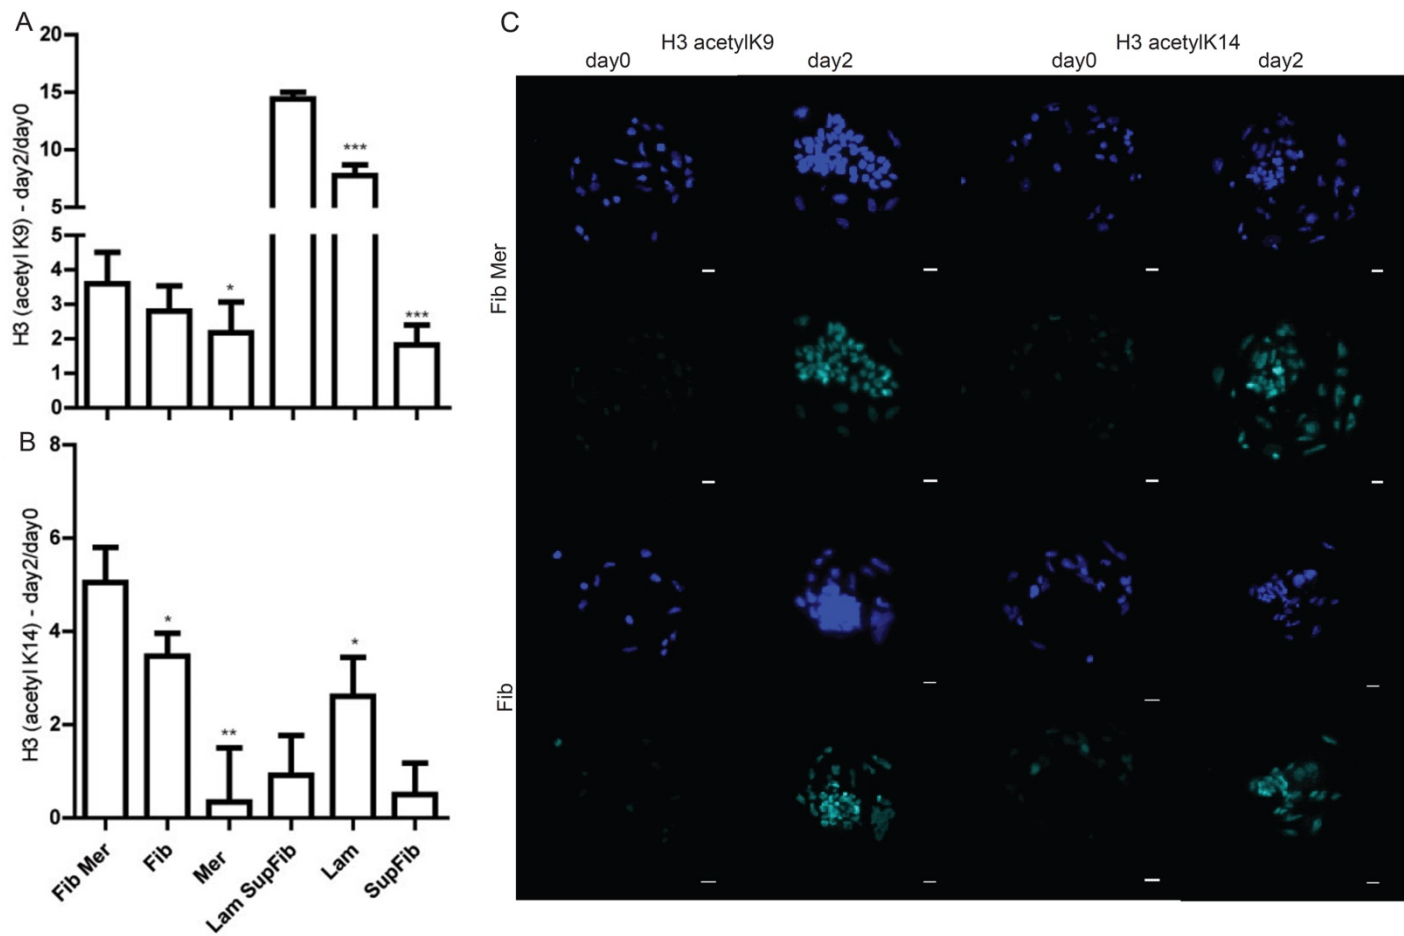 A
H3 (acetyl K9) - day2/day0
20
15
10
5
5
4
3
2
1
0
*
***
***
B
H3 (acetyl K14) - day2/day0
8
6
4
2
0
*
**
*
Fib Mer
Fib
Mer
Lam SupFib
Lam
SupFib
C
H3 acetylK9
H3 acetylK14
day0
day2
day0
day2
Fib Mer
Fib